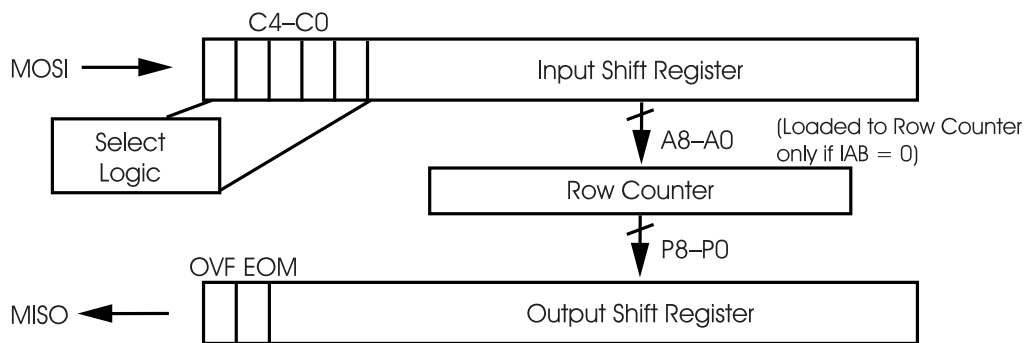 C4–C0
MOSI
Input Shift Register
Select
Logic
A8–A0
(Loaded to Row Counter
only if IAB = 0)
Row Counter
P8–P0
OVF EOM
MISO
Output Shift Register